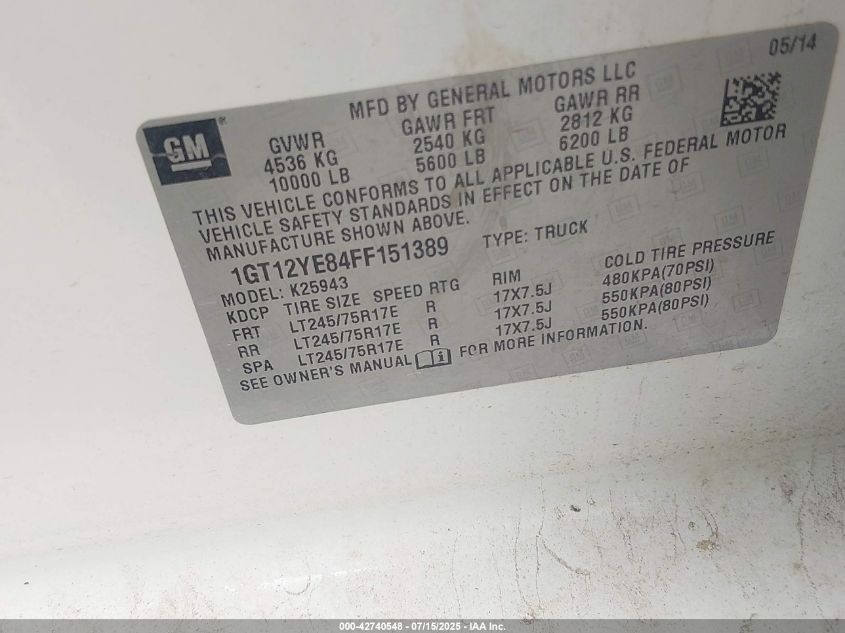 05/14
MFD BY GENERAL MOTORS LLC
GM
GVWR GAWR FRT GAWR RR
4536 KG 2540 KG 2812 KG
10000 LB 5600 LB 6200 LB
THIS VEHICLE CONFORMS TO ALL APPLICABLE U.S. FEDERAL MOTOR
VEHICLE SAFETY STANDARDS IN EFFECT ON THE DATE OF
MANUFACTURE SHOWN ABOVE.
1GT12YE84FF151389 TYPE: TRUCK
MODEL: K25943
KDCP TIRE SIZE SPEED RTG RIM COLD TIRE PRESSURE
FRT LT245/75R17E R 17X7.5J 480KPA(70PSI)
RR LT245/75R17E R 17X7.5J 550KPA(80PSI)
SPA LT245/75R17E R 17X7.5J 550KPA(80PSI)
SEE OWNER'S MANUAL FOR MORE INFORMATION.
000-42740548 - 07/15/2025 - IAA Inc.